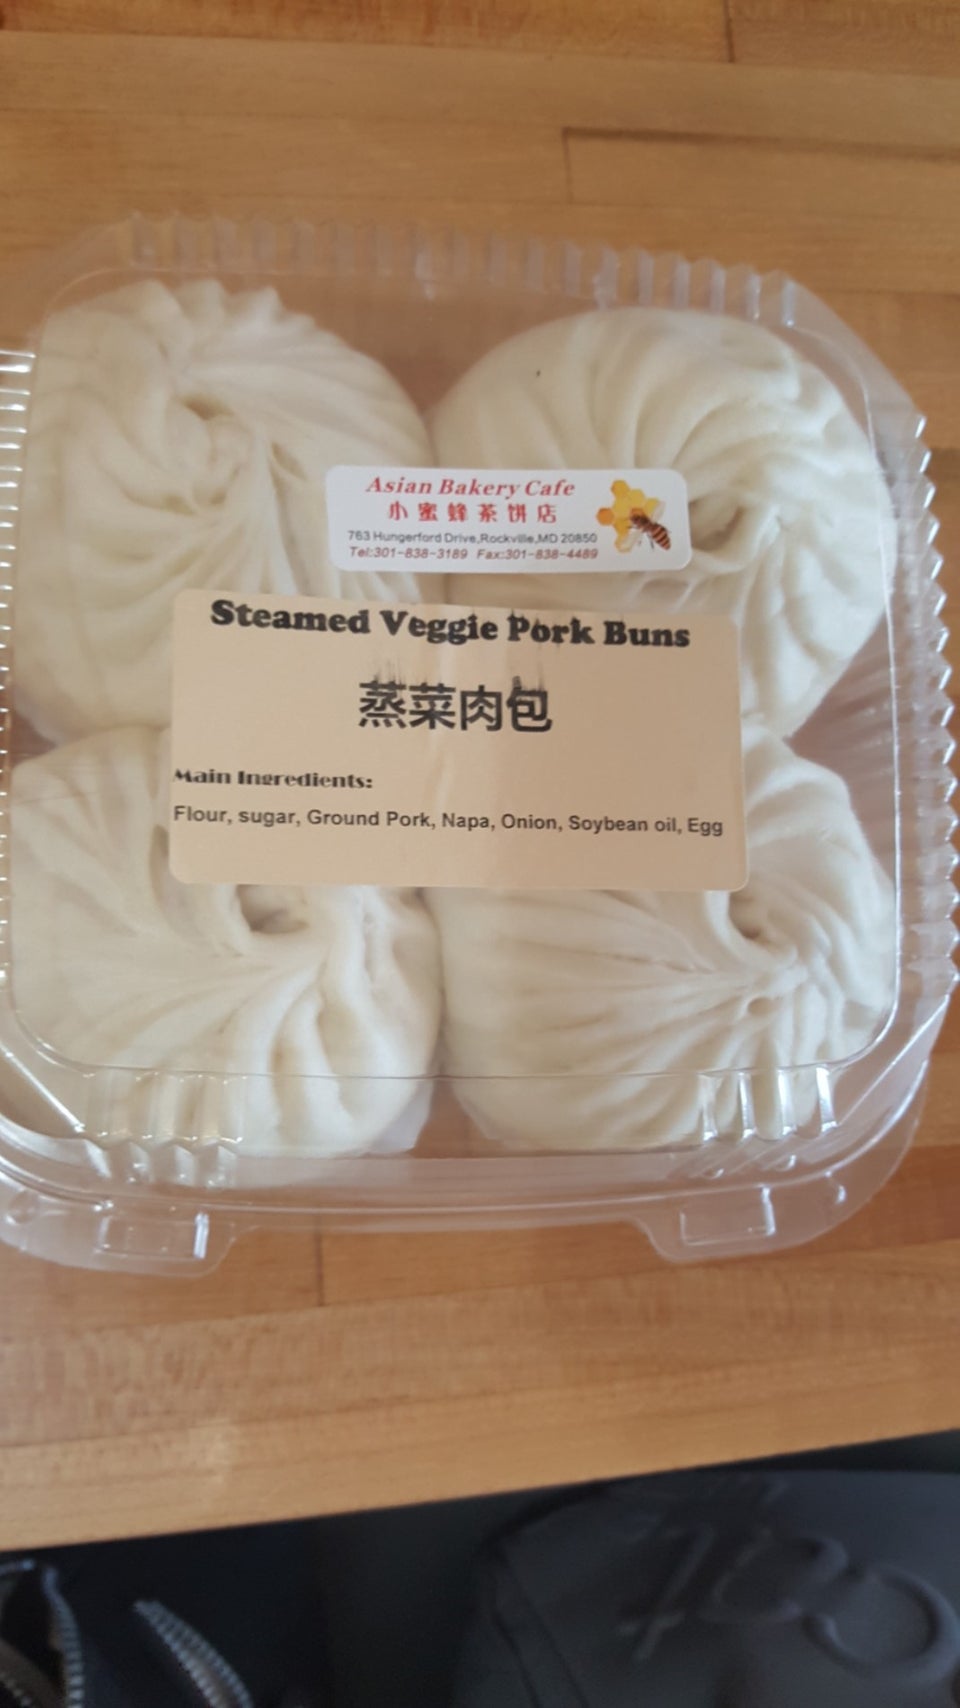 Asian Bakery Cafe
小蜜蜂茶饼店
763 Hungerford Drive,Rockville,MD 20850
Tel:301-838-3189 Fax:301-838-4489
Steamed Veggie Pork Buns
蒸菜肉包
Main Ingredients:
Flour, sugar, Ground Pork, Napa, Onion, Soybean oil, Egg